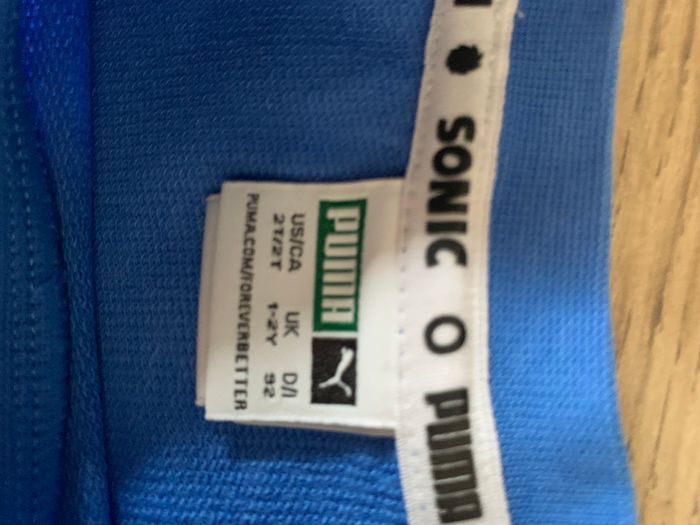 SONIC PUMA
PUMA
US/CA UK D/I
2T/2T 1-2Y 92
PUMA.COM/FOREVERBETTER